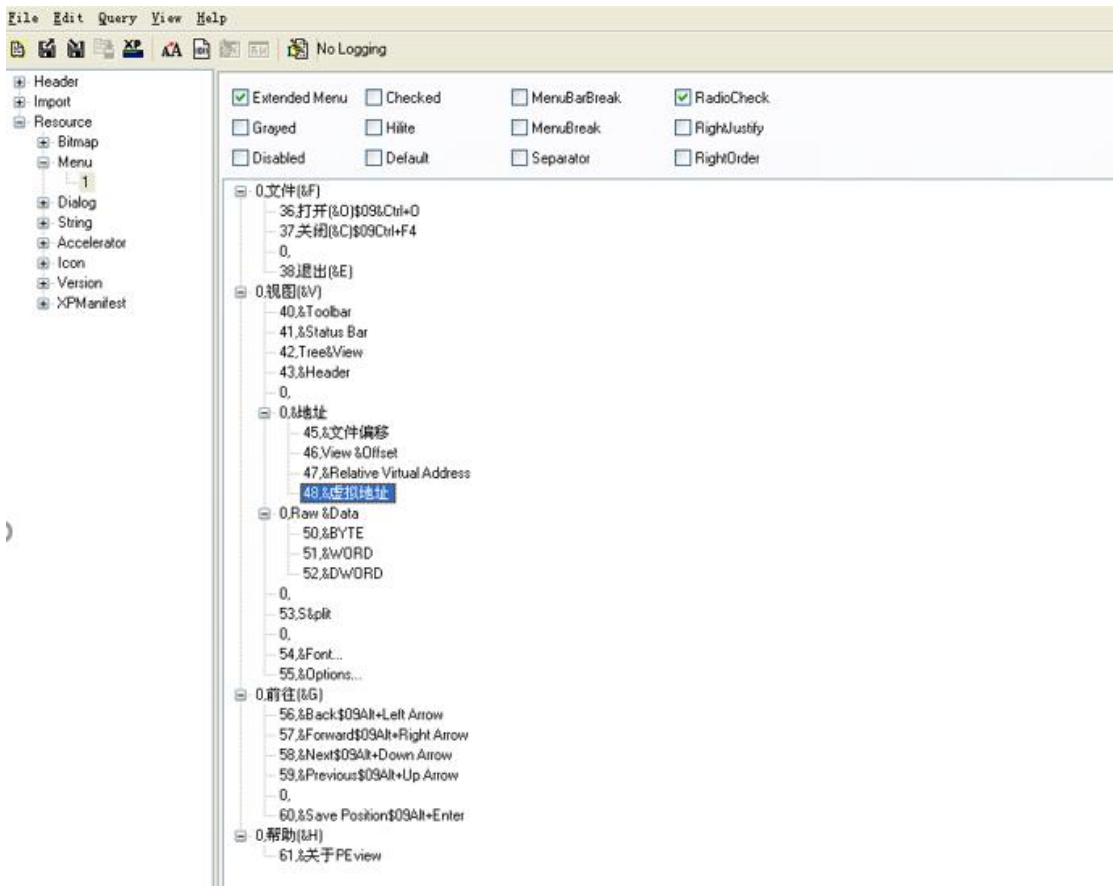 File Edit Query View Help
No Logging
Header
Import
Resource
Bitmap
Menu
1
Dialog
String
Accelerator
Icon
Version
XPManifest
Extended Menu Checked MenuBarBreak RadioCheck
Grayed Hilite MenuBreak RightJustify
Disabled Default Separator RightOrder
0,文件(&F)
36,打开(&O)$09&Ctrl+O
37,关闭(&C)$09Ctrl+F4
0,
38,退出(&E)
0,视图(&V)
40,&Toolbar
41,&Status Bar
42,Tree&View
43,&Header
0,
0,&地址
45,&文件偏移
46,View &Offset
47,&Relative Virtual Address
48,&虚拟地址
0,Raw &Data
50,&BYTE
51,&WORD
52,&DWORD
0,
53,S&plit
0,
54,&Font...
55,&Options...
0,前往(&G)
56,&Back$09Alt+Left Arrow
57,&Forward$09Alt+Right Arrow
58,&Next$09Alt+Down Arrow
59,&Previous$09Alt+Up Arrow
0,
60,&Save Position$09Alt+Enter
0,帮助(&H)
61,&关于PEview